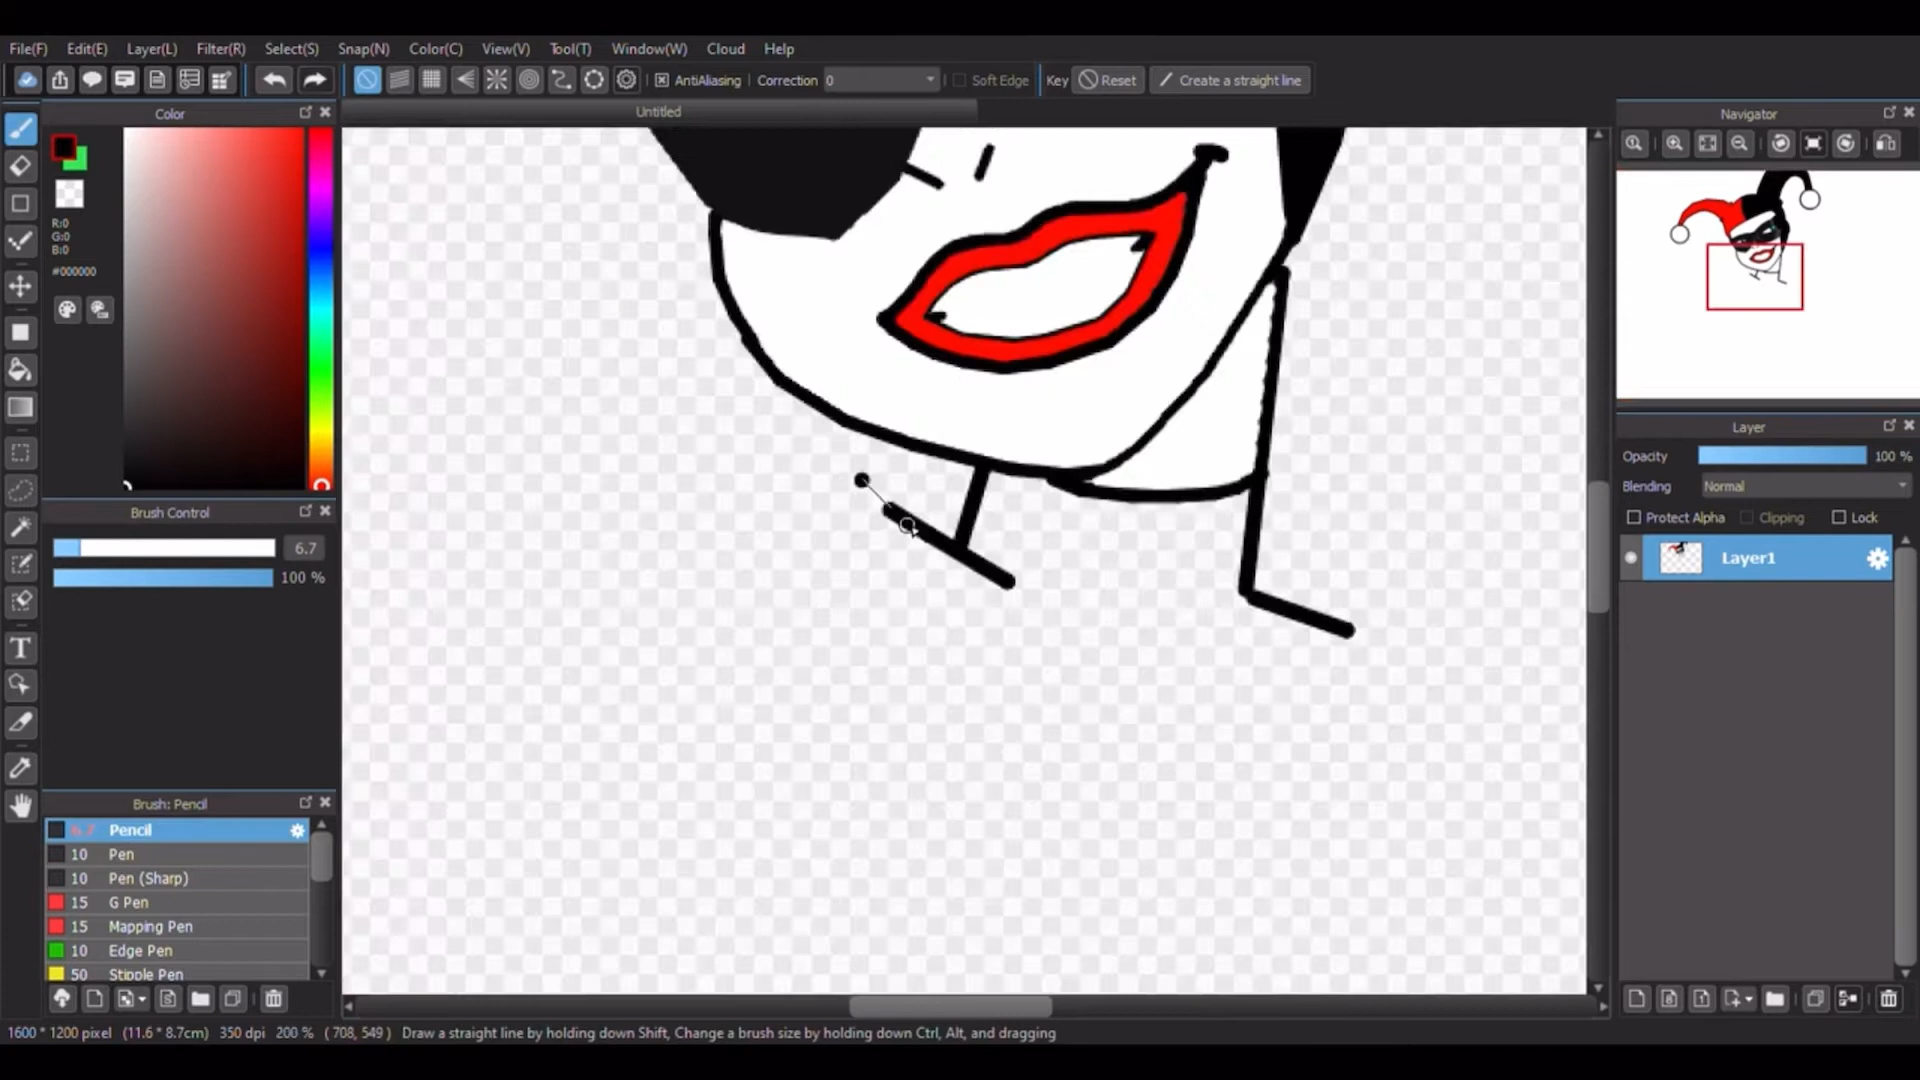 File(F) Edit(E) Layer(L) Filter(R) Select(S) Snap(N) Color(C) View(V) Tool(T) Window(W) Cloud Help
AntiAliasing Correction 0 Soft Edge Key Reset Create a straight line
Color
Untitled
Navigator
R:0
G:0
B:0
#000000
Layer
Opacity 100 %
Blending Normal
Protect Alpha Clipping Lock
Layer1
Brush Control
6.7
100 %
Brush: Pencil
6.7 Pencil
10 Pen
10 Pen (Sharp)
15 G Pen
15 Mapping Pen
10 Edge Pen
50 Stipple Pen
T
1600 * 1200 pixel (11.6 * 8.7cm) 350 dpi 200 % ( 708, 549 ) Draw a straight line by holding down Shift, Change a brush size by holding down Ctrl, Alt, and dragging